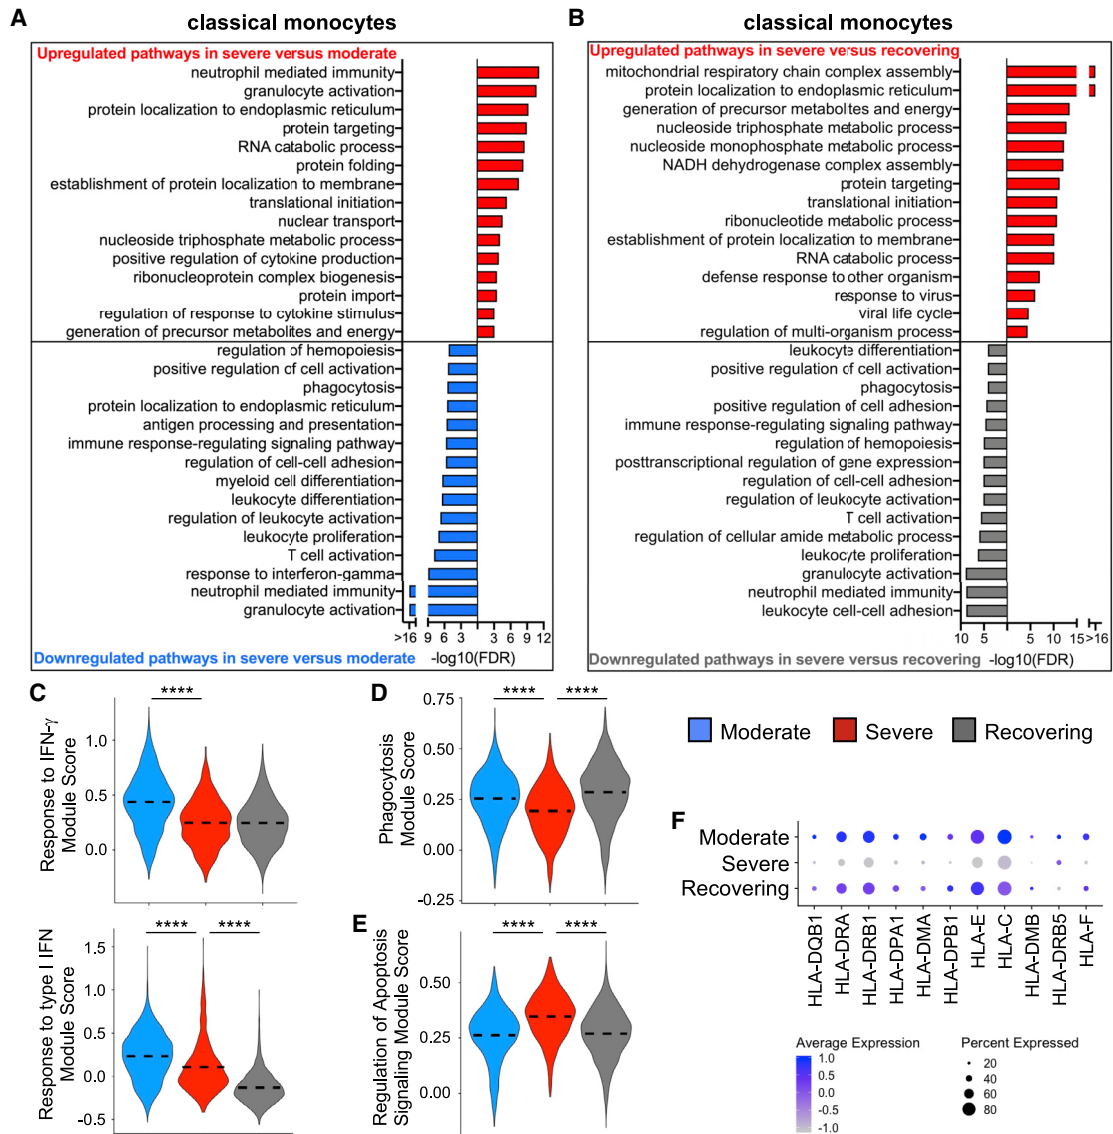 A
classical monocytes
Upregulated pathways in severe versus moderate
neutrophil mediated immunity
granulocyte activation
protein localization to endoplasmic reticulum
protein targeting
RNA catabolic process
protein folding
establishment of protein localization to membrane
translational initiation
nuclear transport
nucleoside triphosphate metabolic process
positive regulation of cytokine production
ribonucleoprotein complex biogenesis
protein import
regulation of response to cytokine stimulus
generation of precursor metabolites and energy
regulation of hemopoiesis
positive regulation of cell activation
phagocytosis
protein localization to endoplasmic reticulum
antigen processing and presentation
immune response-regulating signaling pathway
regulation of cell-cell adhesion
myeloid cell differentiation
leukocyte differentiation
regulation of leukocyte activation
leukocyte proliferation
T cell activation
response to interferon-gamma
neutrophil mediated immunity
granulocyte activation
>16 9 6 3 3 6 9 12
Downregulated pathways in severe versus moderate -log10(FDR)
B
classical monocytes
Upregulated pathways in severe versus recovering
mitochondrial respiratory chain complex assembly
protein localization to endoplasmic reticulum
generation of precursor metabolites and energy
nucleoside triphosphate metabolic process
nucleoside monophosphate metabolic process
NADH dehydrogenase complex assembly
protein targeting
translational initiation
ribonucleotide metabolic process
establishment of protein localization to membrane
RNA catabolic process
defense response to other organism
response to virus
viral life cycle
regulation of multi-organism process
leukocyte differentiation
positive regulation of cell activation
phagocytosis
positive regulation of cell adhesion
immune response-regulating signaling pathway
regulation of hemopoiesis
posttranscriptional regulation of gene expression
regulation of cell-cell adhesion
regulation of leukocyte activation
T cell activation
regulation of cellular amide metabolic process
leukocyte proliferation
granulocyte activation
neutrophil mediated immunity
leukocyte cell-cell adhesion
10 5 5 10 15 >16
Downregulated pathways in severe versus recovering -log10(FDR)
C
Response to IFN-γ
Module Score
1.0
0.5
0.0
****
Response to type I IFN
Module Score
1.5
1.0
0.5
0.0
-0.5
**** ****
D
Phagocytosis
Module Score
0.75
0.50
0.25
0.00
-0.25
**** ****
E
Regulation of Apoptosis
Signaling Module Score
0.50
0.25
0.00
**** ****
Moderate Severe Recovering
F
Moderate
Severe
Recovering
HLA-DQB1
HLA-DRA
HLA-DRB1
HLA-DPA1
HLA-DMA
HLA-DPB1
HLA-E
HLA-C
HLA-DMB
HLA-DRB5
HLA-F
Average Expression
1.0
0.5
0.0
-0.5
-1.0
Percent Expressed
20
40
60
80